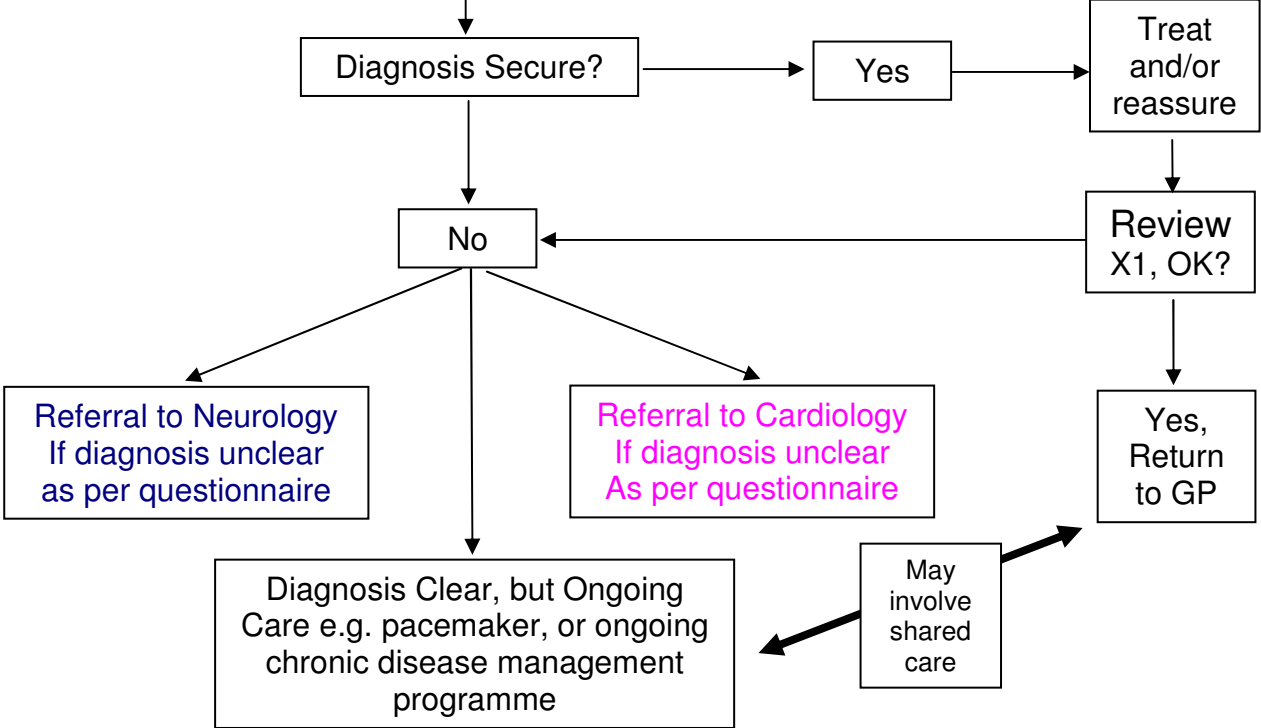 Diagnosis Secure?
Yes
Treat
and/or
reassure
No
Review
X1, OK?
Referral to Neurology
If diagnosis unclear
as per questionnaire
Referral to Cardiology
If diagnosis unclear
As per questionnaire
Yes,
Return
to GP
Diagnosis Clear, but Ongoing
Care e.g. pacemaker, or ongoing
chronic disease management
programme
May
involve
shared
care